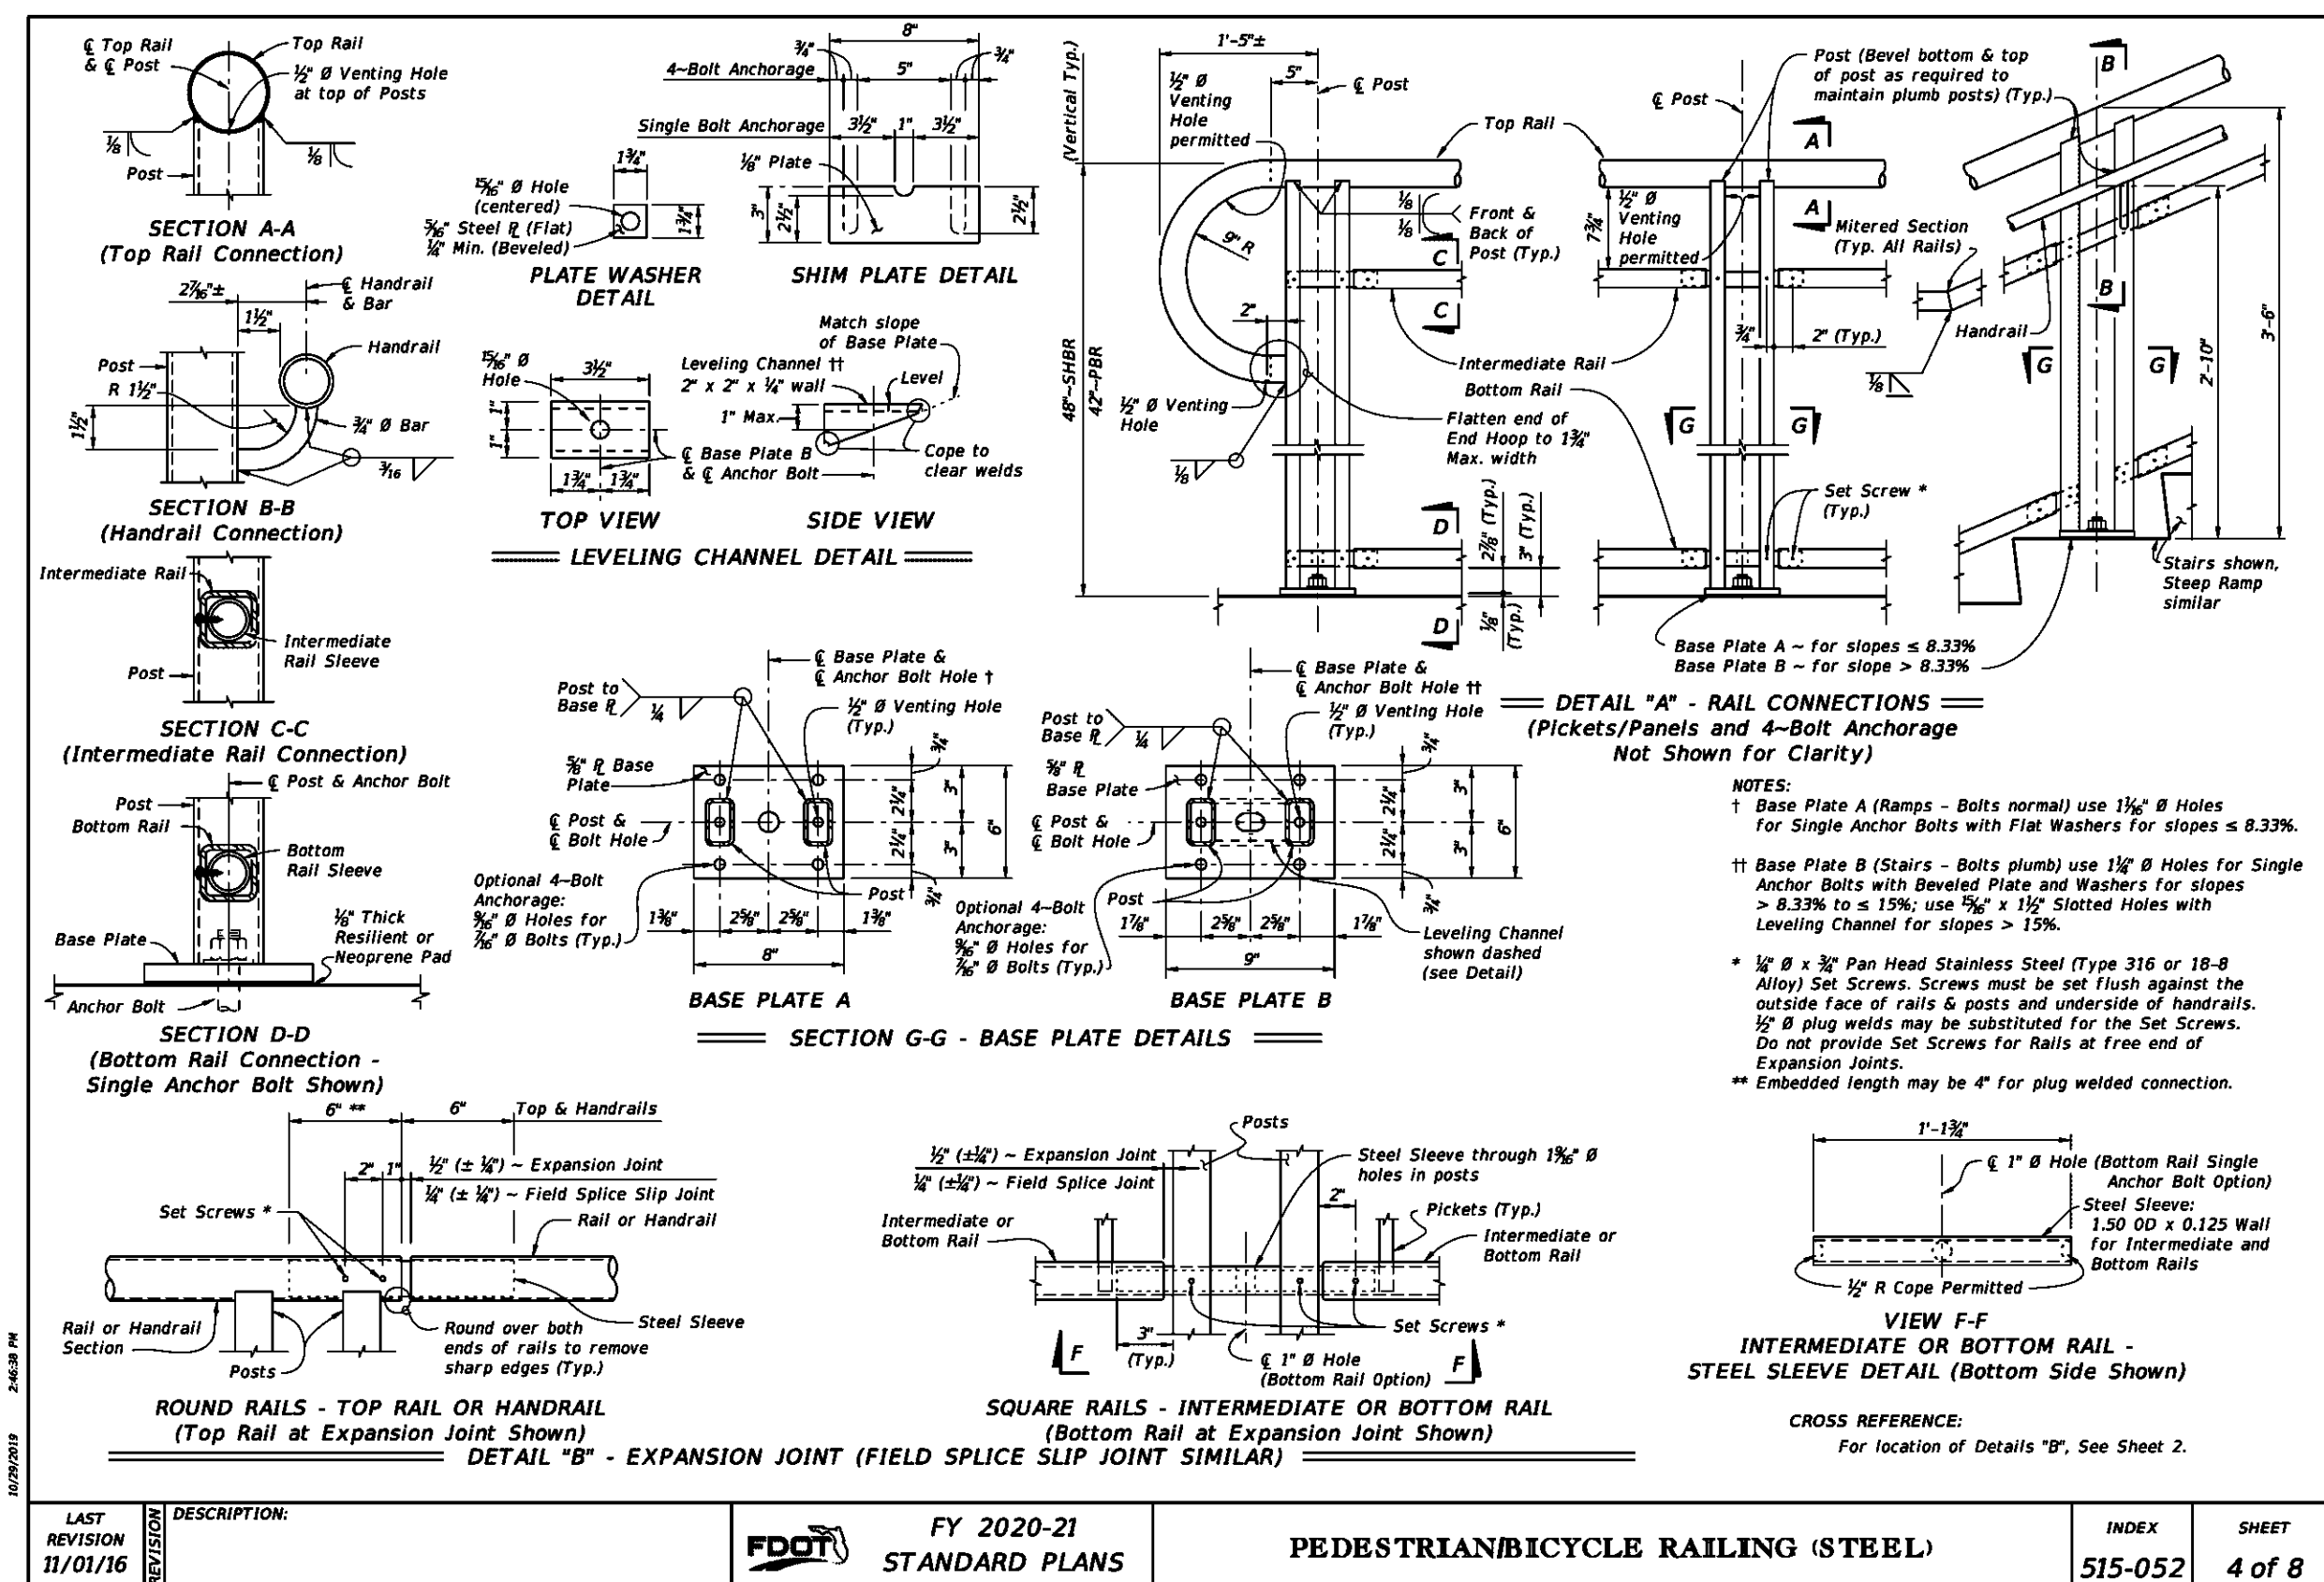 ℄ Top Rail
& ℄ Post
Top Rail
½" Ø Venting Hole
at top of Posts
⅛
⅛
Post
SECTION A-A
(Top Rail Connection)
2⁷⁄₁₆"±
℄ Handrail
& Bar
1½"
Handrail
Post
R 1½"
1½"
¾" Ø Bar
³⁄₁₆
SECTION B-B
(Handrail Connection)
Intermediate Rail
Intermediate
Rail Sleeve
Post
SECTION C-C
(Intermediate Rail Connection)
℄ Post & Anchor Bolt
Post
Bottom Rail
Bottom
Rail Sleeve
⅛" Thick
Resilient or
Neoprene Pad
Base Plate
Anchor Bolt
SECTION D-D
(Bottom Rail Connection -
Single Anchor Bolt Shown)
1¾"
¹⁵⁄₁₆" Ø Hole
(centered)
⁵⁄₁₆" Steel ℞ (Flat)
¼" Min. (Beveled)
1¾"
PLATE WASHER
DETAIL
8"
¾"
¾"
4~Bolt Anchorage
5"
Single Bolt Anchorage
3½"
1"
3½"
⅛" Plate
3"
2½"
2½"
SHIM PLATE DETAIL
¹⁵⁄₁₆" Ø
Hole
3½"
1"
1"
1¾"
1¾"
℄ Base Plate B
& ℄ Anchor Bolt
TOP VIEW
Match slope
of Base Plate
Leveling Channel ††
2" x 2" x ¼" wall
Level
1" Max.
Cope to
clear welds
SIDE VIEW
LEVELING CHANNEL DETAIL
1'-5"±
(Vertical Typ.)
½" Ø
Venting
Hole
permitted
5"
℄ Post
Top Rail
9" R
⅛
⅛
Front &
Back of
Post (Typ.)
C
C
2"
48"~SHBR
42"~PBR
½" Ø Venting
Hole
⅛
Intermediate Rail
Bottom Rail
Flatten end of
End Hoop to 1¾"
Max. width
D
D
2⅞" (Typ.)
3" (Typ.)
⅛"
(Typ.)
℄ Post
Post (Bevel bottom & top
of post as required to
maintain plumb posts) (Typ.)
A
A
7¾"
½" Ø
Venting
Hole
permitted
¾"
2" (Typ.)
G
G
Set Screw *
(Typ.)
Mitered Section
(Typ. All Rails)
Handrail
⅛
B
B
G
G
2'-10"
3'-6"
Stairs shown,
Steep Ramp
similar
Base Plate A ~ for slopes ≤ 8.33%
Base Plate B ~ for slope > 8.33%
DETAIL "A" - RAIL CONNECTIONS
(Pickets/Panels and 4~Bolt Anchorage
Not Shown for Clarity)
℄ Base Plate &
℄ Anchor Bolt Hole †
Post to
Base ℞
¼
½" Ø Venting Hole
(Typ.)
⅝" ℞ Base
Plate
℄ Post &
℄ Bolt Hole
¾"
2¼"
2¼"
¾"
3"
3"
6"
Optional 4~Bolt
Anchorage:
⁹⁄₁₆" Ø Holes for
⁷⁄₁₆" Ø Bolts (Typ.)
Post
1⅜"
2⅝"
2⅝"
1⅜"
8"
BASE PLATE A
℄ Base Plate &
℄ Anchor Bolt Hole ††
Post to
Base ℞
¼
½" Ø Venting Hole
(Typ.)
⅝" ℞
Base Plate
℄ Post &
℄ Bolt Hole
¾"
2¼"
2¼"
¾"
3"
3"
6"
Post
Optional 4~Bolt
Anchorage:
⁹⁄₁₆" Ø Holes for
⁷⁄₁₆" Ø Bolts (Typ.)
1⅞"
2⅝"
2⅝"
1⅞"
9"
Leveling Channel
shown dashed
(see Detail)
BASE PLATE B
SECTION G-G - BASE PLATE DETAILS
NOTES:
† Base Plate A (Ramps - Bolts normal) use 1¹⁄₁₆" Ø Holes
for Single Anchor Bolts with Flat Washers for slopes ≤ 8.33%.
†† Base Plate B (Stairs - Bolts plumb) use 1¼" Ø Holes for Single
Anchor Bolts with Beveled Plate and Washers for slopes
> 8.33% to ≤ 15%; use ¹⁵⁄₁₆" x 1½" Slotted Holes with
Leveling Channel for slopes > 15%.
* ¼" Ø x ¾" Pan Head Stainless Steel (Type 316 or 18-8
Alloy) Set Screws. Screws must be set flush against the
outside face of rails & posts and underside of handrails.
½" Ø plug welds may be substituted for the Set Screws.
Do not provide Set Screws for Rails at free end of
Expansion Joints.
** Embedded length may be 4" for plug welded connection.
6" **
6"
Top & Handrails
2"
1"
½" (± ¼") ~ Expansion Joint
¼" (± ¼") ~ Field Splice Slip Joint
Set Screws *
Rail or Handrail
Rail or Handrail
Section
Posts
Round over both
ends of rails to remove
sharp edges (Typ.)
Steel Sleeve
ROUND RAILS - TOP RAIL OR HANDRAIL
(Top Rail at Expansion Joint Shown)
Posts
½" (±¼") ~ Expansion Joint
¼" (±¼") ~ Field Splice Joint
Steel Sleeve through 1⁹⁄₁₆" Ø
holes in posts
2"
Pickets (Typ.)
Intermediate or
Bottom Rail
Intermediate or
Bottom Rail
Set Screws *
F
3"
(Typ.)
℄ 1" Ø Hole
(Bottom Rail Option)
F
SQUARE RAILS - INTERMEDIATE OR BOTTOM RAIL
(Bottom Rail at Expansion Joint Shown)
DETAIL "B" - EXPANSION JOINT (FIELD SPLICE SLIP JOINT SIMILAR)
1'-1¾"
℄ 1" Ø Hole (Bottom Rail Single
Anchor Bolt Option)
Steel Sleeve:
1.50 OD x 0.125 Wall
for Intermediate and
Bottom Rails
½" R Cope Permitted
VIEW F-F
INTERMEDIATE OR BOTTOM RAIL -
STEEL SLEEVE DETAIL (Bottom Side Shown)
CROSS REFERENCE:
For location of Details "B", See Sheet 2.
10/29/2019 2:46:38 PM
LAST
REVISION
11/01/16
REVISION
DESCRIPTION:
FDOT
FY 2020-21
STANDARD PLANS
PEDESTRIAN/BICYCLE RAILING (STEEL)
INDEX
515-052
SHEET
4 of 8